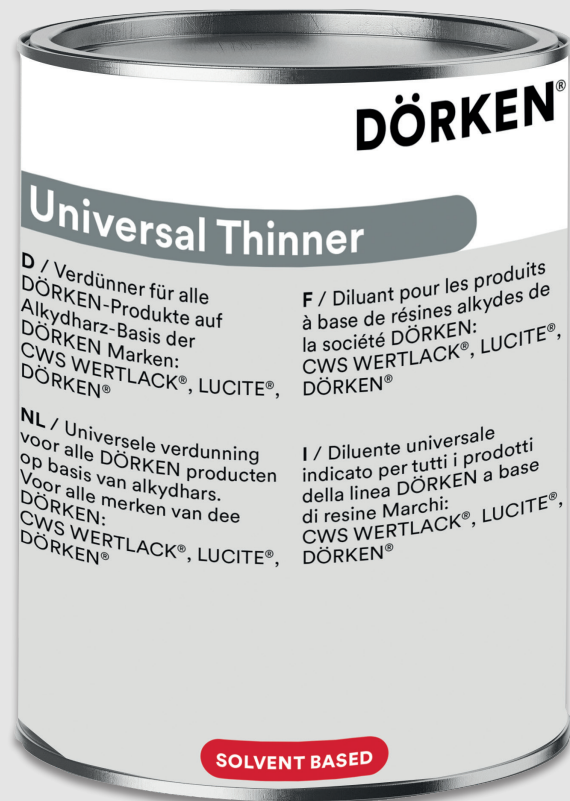 DÖRKEN®
Universal Thinner
D / Verdünner für alle
DÖRKEN-Produkte auf
Alkydharz-Basis der
DÖRKEN Marken:
CWS WERTLACK®, LUCITE®,
DÖRKEN®
F / Diluant pour les produits
à base de résines alkydes de
la société DÖRKEN:
CWS WERTLACK®, LUCITE®,
DÖRKEN®
NL / Universele verdunning
voor alle DÖRKEN producten
op basis van alkydhars.
Voor alle merken van dee
DÖRKEN:
CWS WERTLACK®, LUCITE®,
DÖRKEN®
I / Diluente universale
indicato per tutti i prodotti
della linea DÖRKEN a base
di resine Marchi:
CWS WERTLACK®, LUCITE®,
DÖRKEN®
SOLVENT BASED